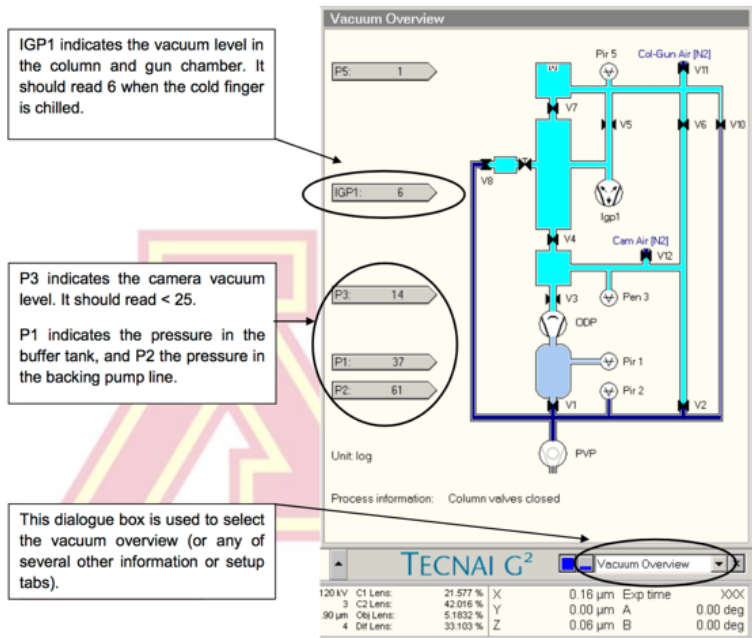 Vacuum Overview
IGP1 indicates the vacuum level in
the column and gun chamber. It
should read 6 when the cold finger
is chilled.
P5: 1
Pir 5
Col-Gun Air [N2]
V11
V7
V5
V6
V10
V8
IGP1: 6
Igp1
V4
Cam Air [N2]
V12
P3 indicates the camera vacuum
level. It should read < 25.
P1 indicates the pressure in the
buffer tank, and P2 the pressure in
the backing pump line.
P3: 14
V3
Pen 3
ODP
P1: 37
Pir 1
P2: 61
Pir 2
V1
V2
Unit: log
PVP
Process information: Column valves closed
This dialogue box is used to select
the vacuum overview (or any of
several other information or setup
tabs).
TECNAI G²
Vacuum Overview
120 kV C1 Lens: 21.577 % X 0.16 µm Exp time XXX
3 C2 Lens: 42.016 % Y 0.00 µm A 0.00 deg
.90 µm Obj Lens: 5.1832 % Z 0.06 µm B 0.00 deg
4 Dif Lens: 33.103 %